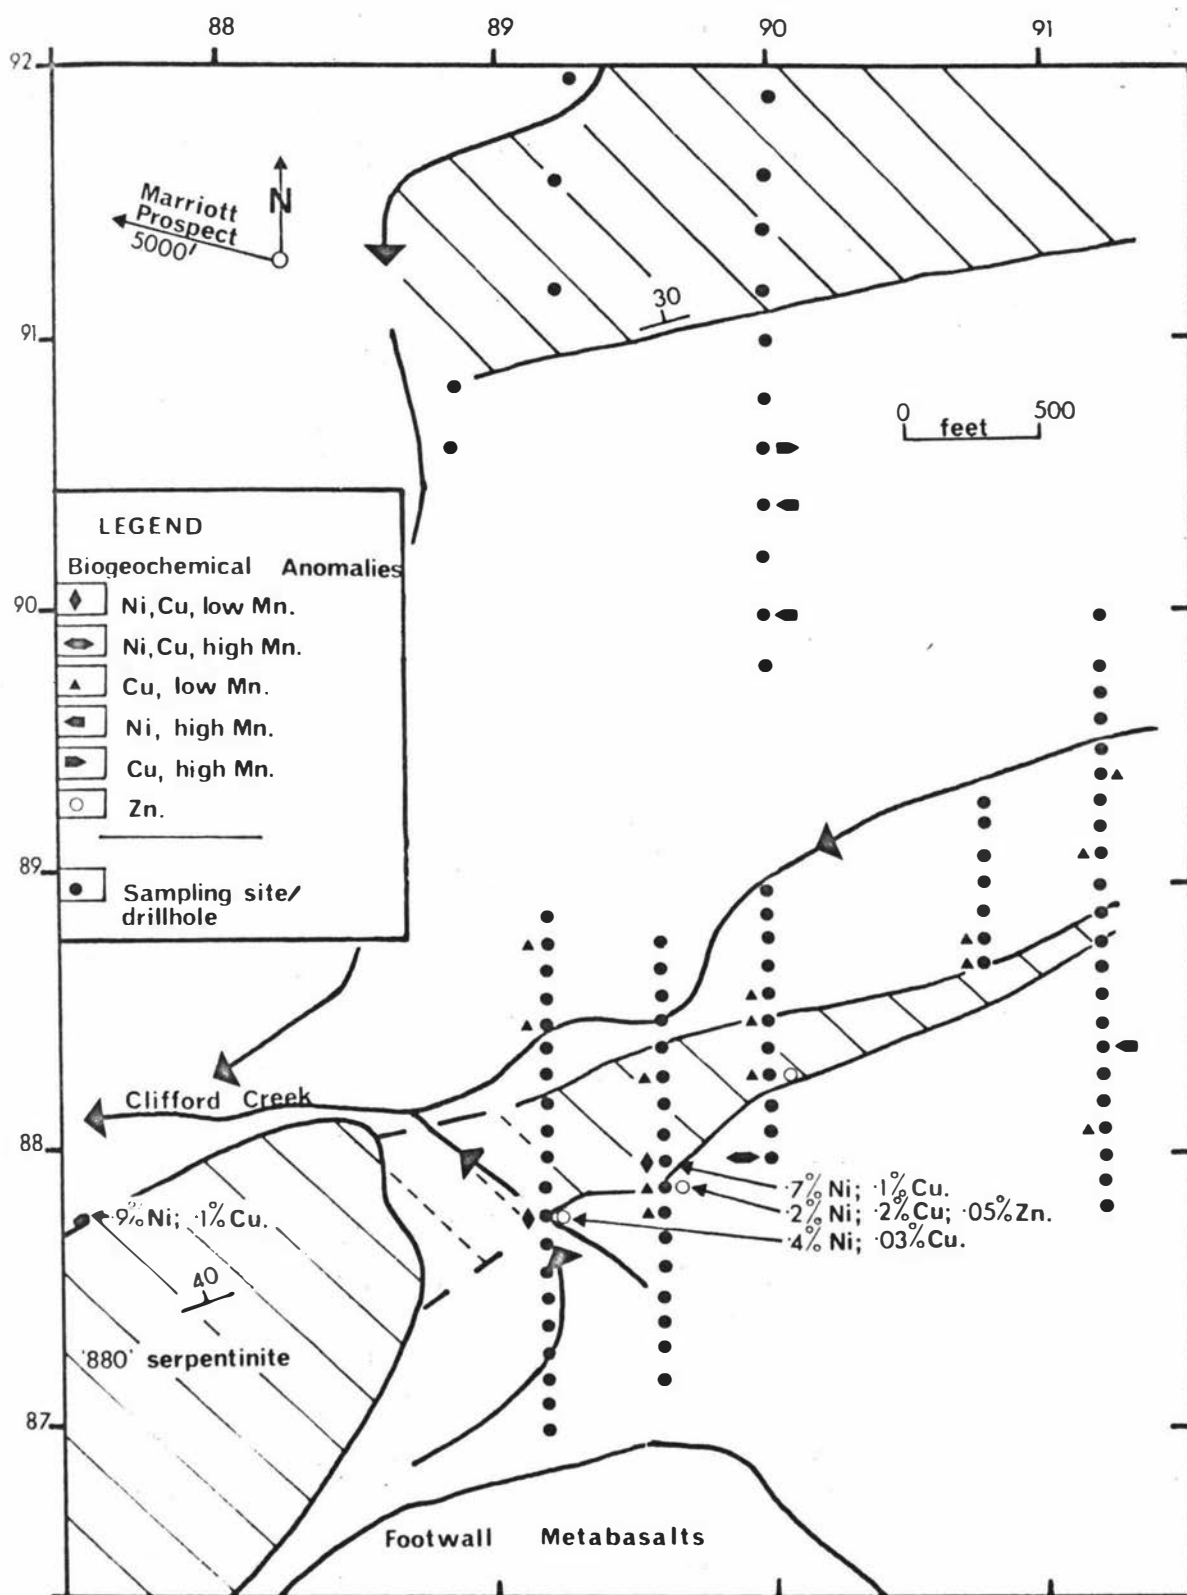 88 89 90 91
92
Marriott
Prospect
5000'
N
30
91
0 500
feet
LEGEND
Biogeochemical Anomalies
90
Ni,Cu, low Mn.
Ni,Cu, high Mn.
Cu, low Mn.
Ni, high Mn.
Cu, high Mn.
Zn.
89
Sampling site/
drillhole
Clifford Creek
88
·7% Ni; ·1% Cu.
·2% Ni; ·2% Cu; ·05% Zn.
·4% Ni; ·03% Cu.
·9% Ni; ·1% Cu.
40
'880' serpentinite
87
Footwall Metabasalts